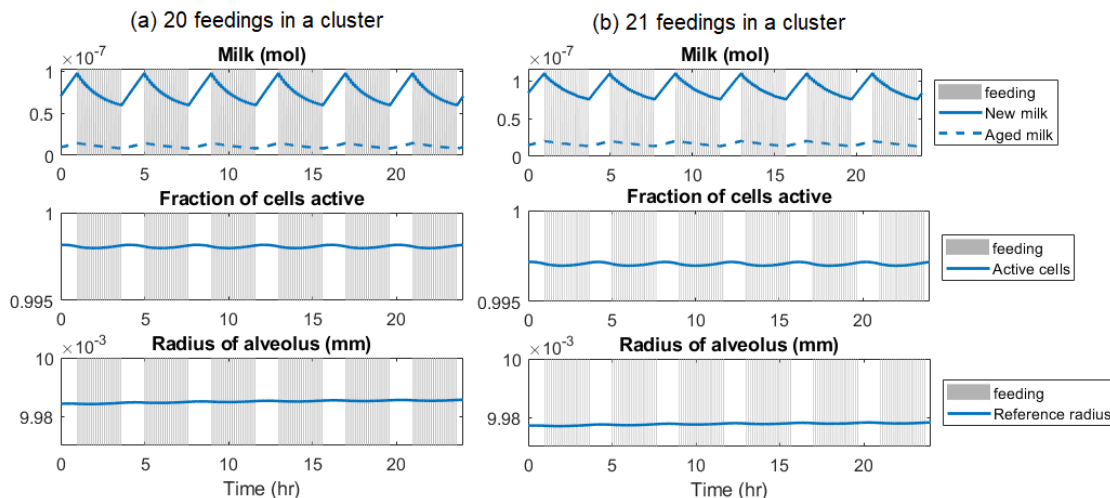 (a) 20 feedings in a cluster
(b) 21 feedings in a cluster
×10⁻⁷
Milk (mol)
1
0.5
0
0 5 10 15 20
×10⁻⁷
Milk (mol)
1
0.5
0
0 5 10 15 20
feeding
New milk
Aged milk
Fraction of cells active
1
0.995
0 5 10 15 20
Fraction of cells active
1
0.995
0 5 10 15 20
feeding
Active cells
×10⁻³
Radius of alveolus (mm)
10
9.98
0 5 10 15 20
Time (hr)
×10⁻³
Radius of alveolus (mm)
10
9.98
0 5 10 15 20
Time (hr)
feeding
Reference radius